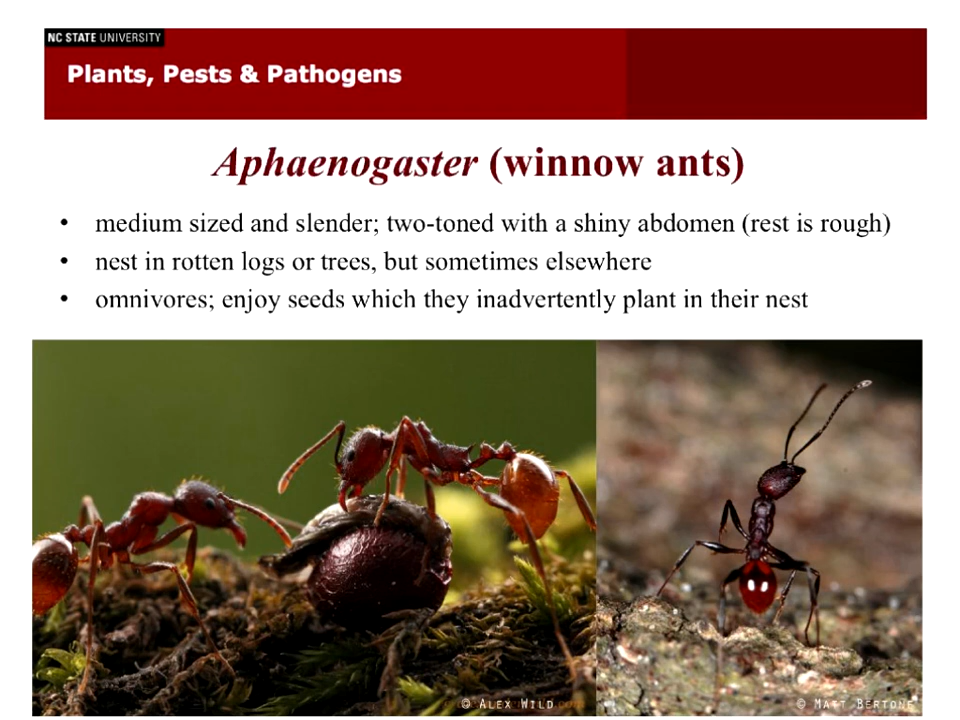 NC STATE UNIVERSITY
Plants, Pests & Pathogens
Aphaenogaster (winnow ants)
• medium sized and slender; two-toned with a shiny abdomen (rest is rough)
• nest in rotten logs or trees, but sometimes elsewhere
• omnivores; enjoy seeds which they inadvertently plant in their nest
© ALEX WILD
© MATT BERTONE